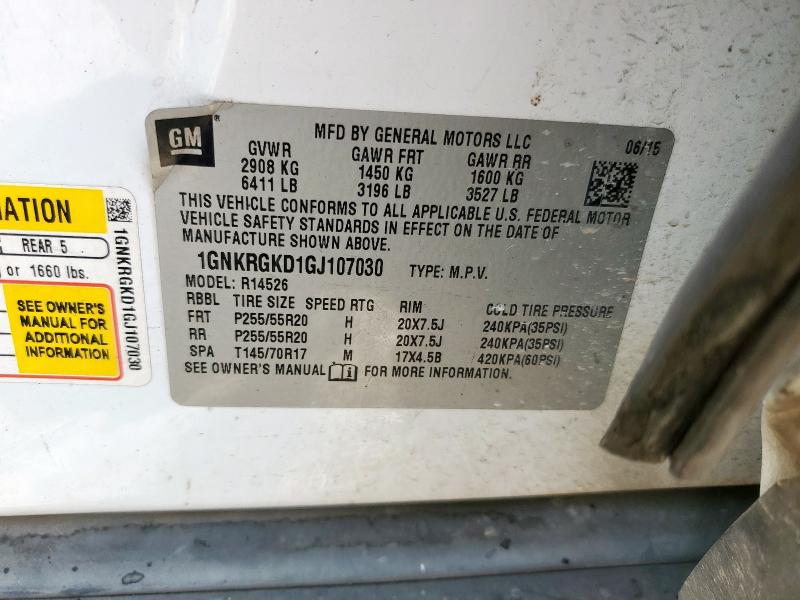 GM ®
MFD BY GENERAL MOTORS LLC 06/15
GVWR GAWR FRT GAWR RR
2908 KG 1450 KG 1600 KG
6411 LB 3196 LB 3527 LB
THIS VEHICLE CONFORMS TO ALL APPLICABLE U.S. FEDERAL MOTOR
VEHICLE SAFETY STANDARDS IN EFFECT ON THE DATE OF
MANUFACTURE SHOWN ABOVE.
1GNKRGKD1GJ107030 TYPE: M.P.V.
MODEL: R14526
RBBL TIRE SIZE SPEED RTG RIM COLD TIRE PRESSURE
FRT P255/55R20 H 20X7.5J 240KPA(35PSI)
RR P255/55R20 H 20X7.5J 240KPA(35PSI)
SPA T145/70R17 M 17X4.5B 420KPA(60PSI)
SEE OWNER'S MANUAL FOR MORE INFORMATION.
MATION
REAR 5
or 1660 lbs.
SEE OWNER'S
MANUAL FOR
ADDITIONAL
INFORMATION
1GNKRGKD1GJ107030